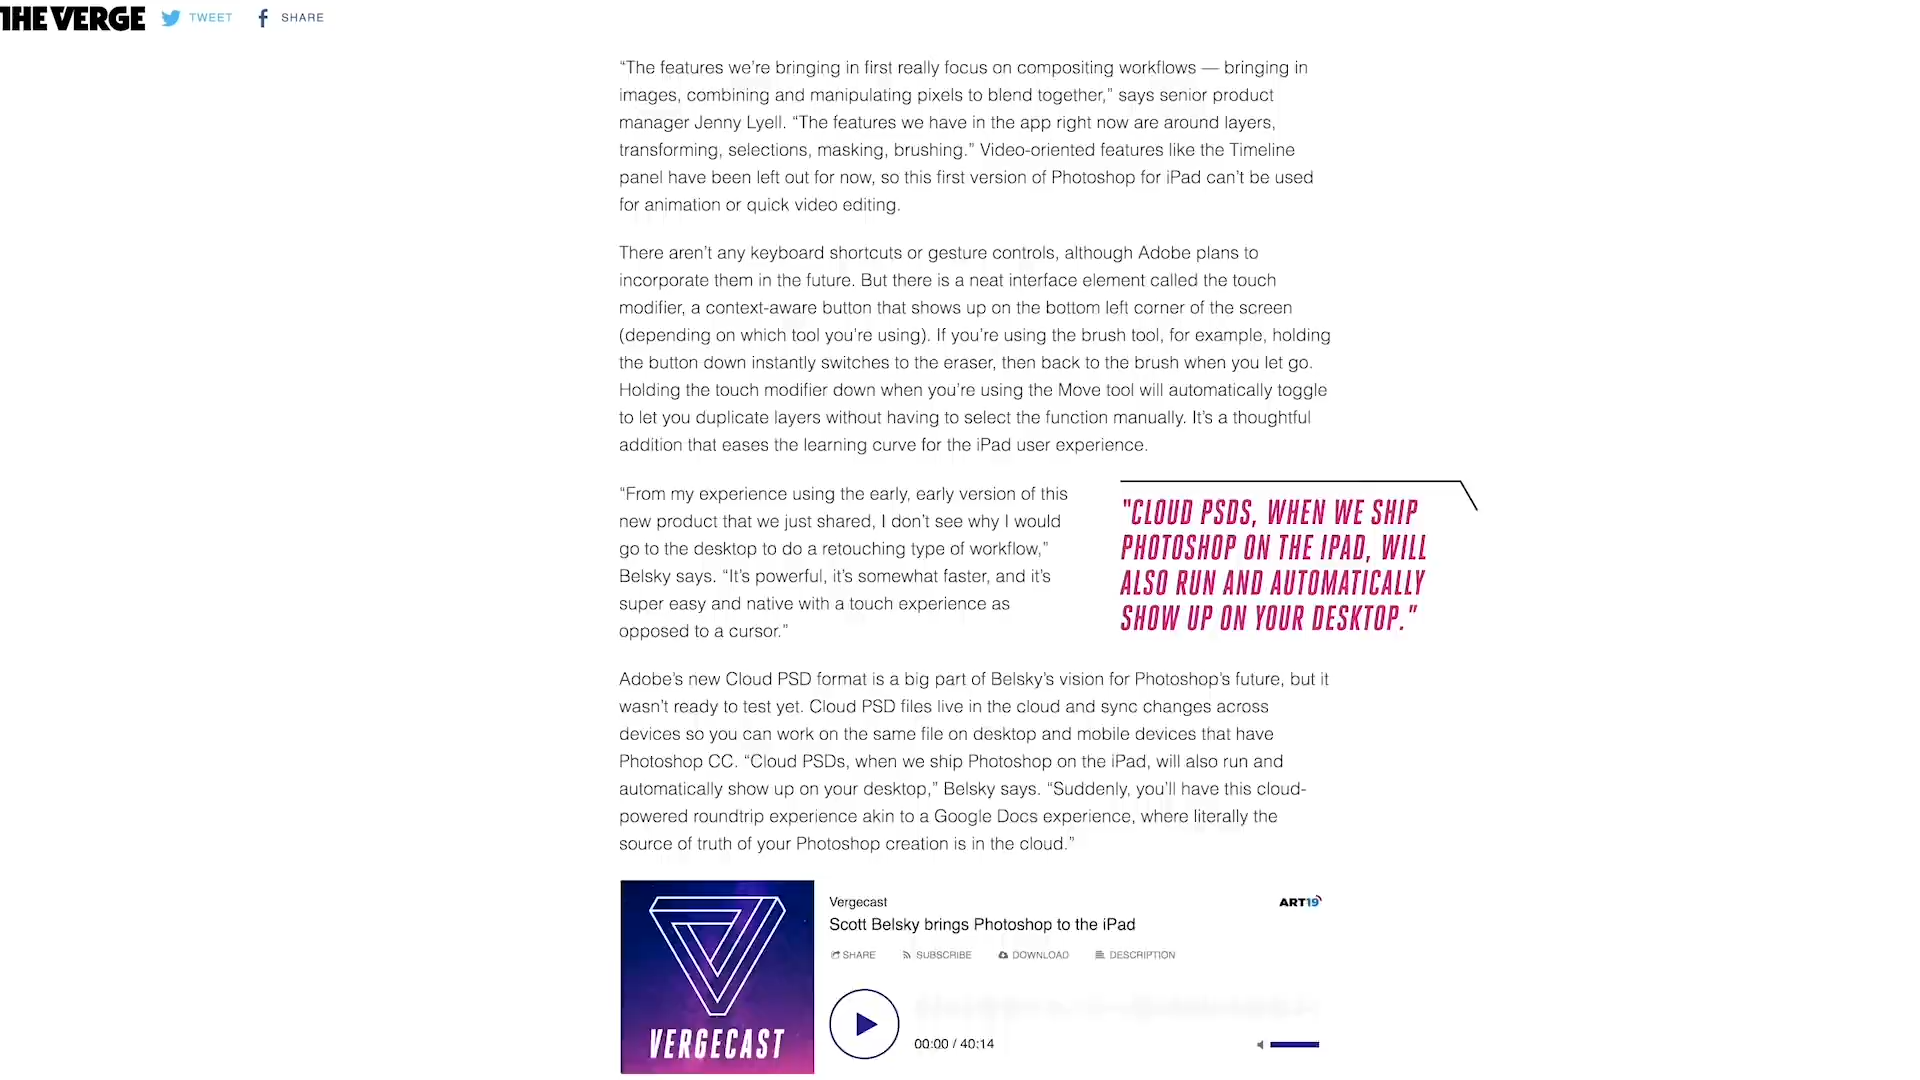 THE VERGE TWEET SHARE
“The features we’re bringing in first really focus on compositing workflows — bringing in
images, combining and manipulating pixels to blend together,” says senior product
manager Jenny Lyell. “The features we have in the app right now are around layers,
transforming, selections, masking, brushing.” Video-oriented features like the Timeline
panel have been left out for now, so this first version of Photoshop for iPad can’t be used
for animation or quick video editing.
There aren’t any keyboard shortcuts or gesture controls, although Adobe plans to
incorporate them in the future. But there is a neat interface element called the touch
modifier, a context-aware button that shows up on the bottom left corner of the screen
(depending on which tool you’re using). If you’re using the brush tool, for example, holding
the button down instantly switches to the eraser, then back to the brush when you let go.
Holding the touch modifier down when you’re using the Move tool will automatically toggle
to let you duplicate layers without having to select the function manually. It’s a thoughtful
addition that eases the learning curve for the iPad user experience.
“From my experience using the early, early version of this
new product that we just shared, I don’t see why I would
go to the desktop to do a retouching type of workflow,”
Belsky says. “It’s powerful, it’s somewhat faster, and it’s
super easy and native with a touch experience as
opposed to a cursor.”
"CLOUD PSDS, WHEN WE SHIP
PHOTOSHOP ON THE IPAD, WILL
ALSO RUN AND AUTOMATICALLY
SHOW UP ON YOUR DESKTOP."
Adobe’s new Cloud PSD format is a big part of Belsky’s vision for Photoshop’s future, but it
wasn’t ready to test yet. Cloud PSD files live in the cloud and sync changes across
devices so you can work on the same file on desktop and mobile devices that have
Photoshop CC. “Cloud PSDs, when we ship Photoshop on the iPad, will also run and
automatically show up on your desktop,” Belsky says. “Suddenly, you’ll have this cloud-
powered roundtrip experience akin to a Google Docs experience, where literally the
source of truth of your Photoshop creation is in the cloud.”
VERGECAST
Vergecast
ART19
Scott Belsky brings Photoshop to the iPad
SHARE SUBSCRIBE DOWNLOAD DESCRIPTION
00:00 / 40:14